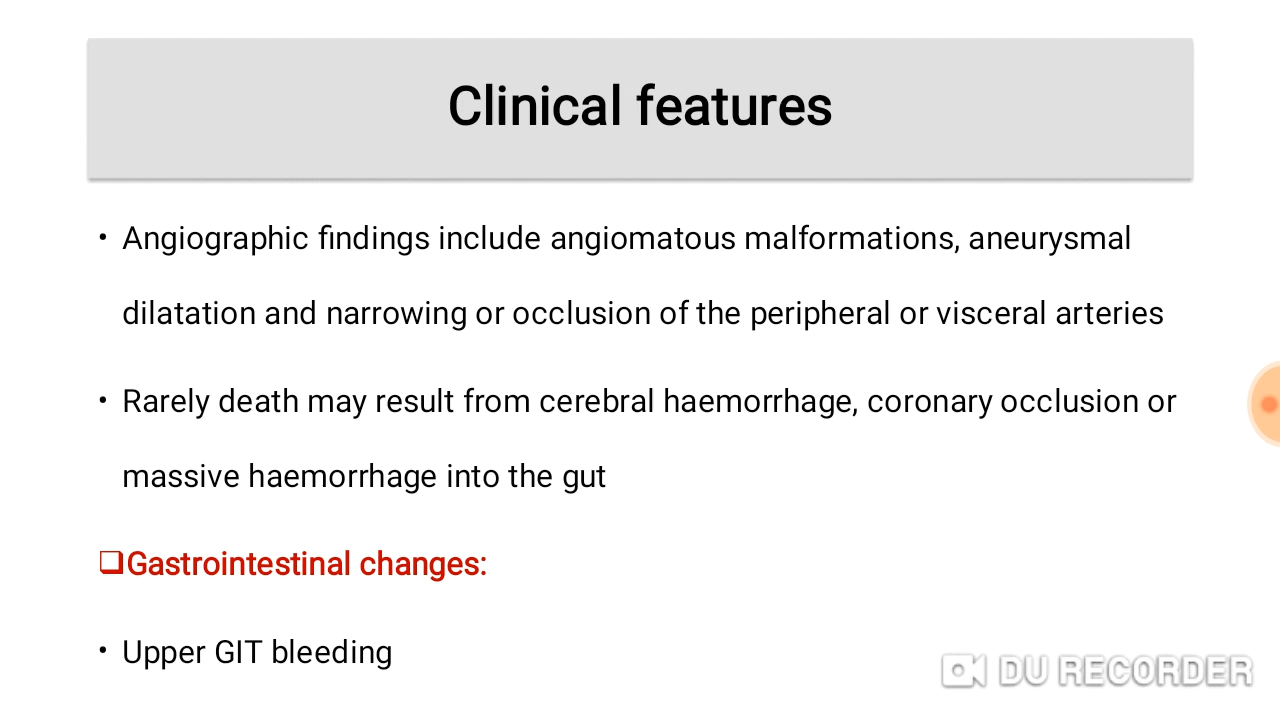 Clinical features
• Angiographic findings include angiomatous malformations, aneurysmal
dilatation and narrowing or occlusion of the peripheral or visceral arteries
• Rarely death may result from cerebral haemorrhage, coronary occlusion or
massive haemorrhage into the gut
❑Gastrointestinal changes:
• Upper GIT bleeding
DU RECORDER